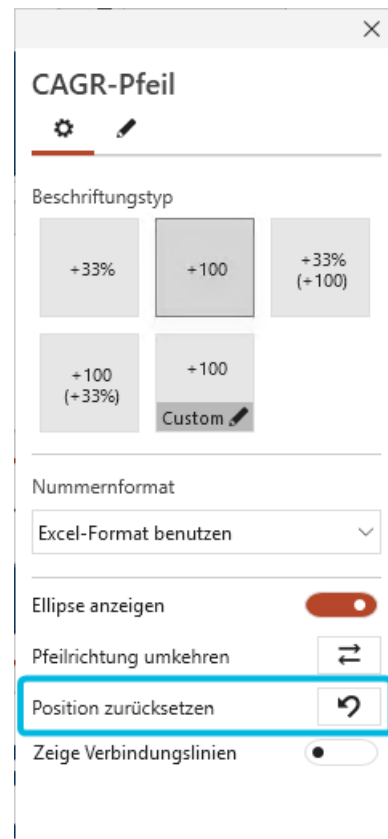 CAGR-Pfeil
Beschriftungstyp
+33%
+100
+33%
(+100)
+100
(+33%)
+100
Custom
Nummernformat
Excel-Format benutzen
Ellipse anzeigen
Pfeilrichtung umkehren
Position zurücksetzen
Zeige Verbindungslinien